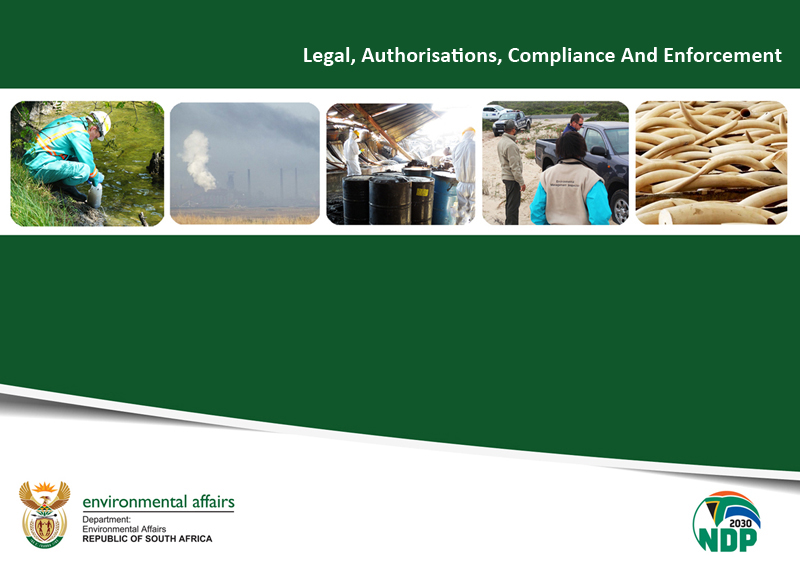 Legal, Authorisations, Compliance And Enforcement
environmental affairs
Department:
Environmental Affairs
REPUBLIC OF SOUTH AFRICA
2030
NDP